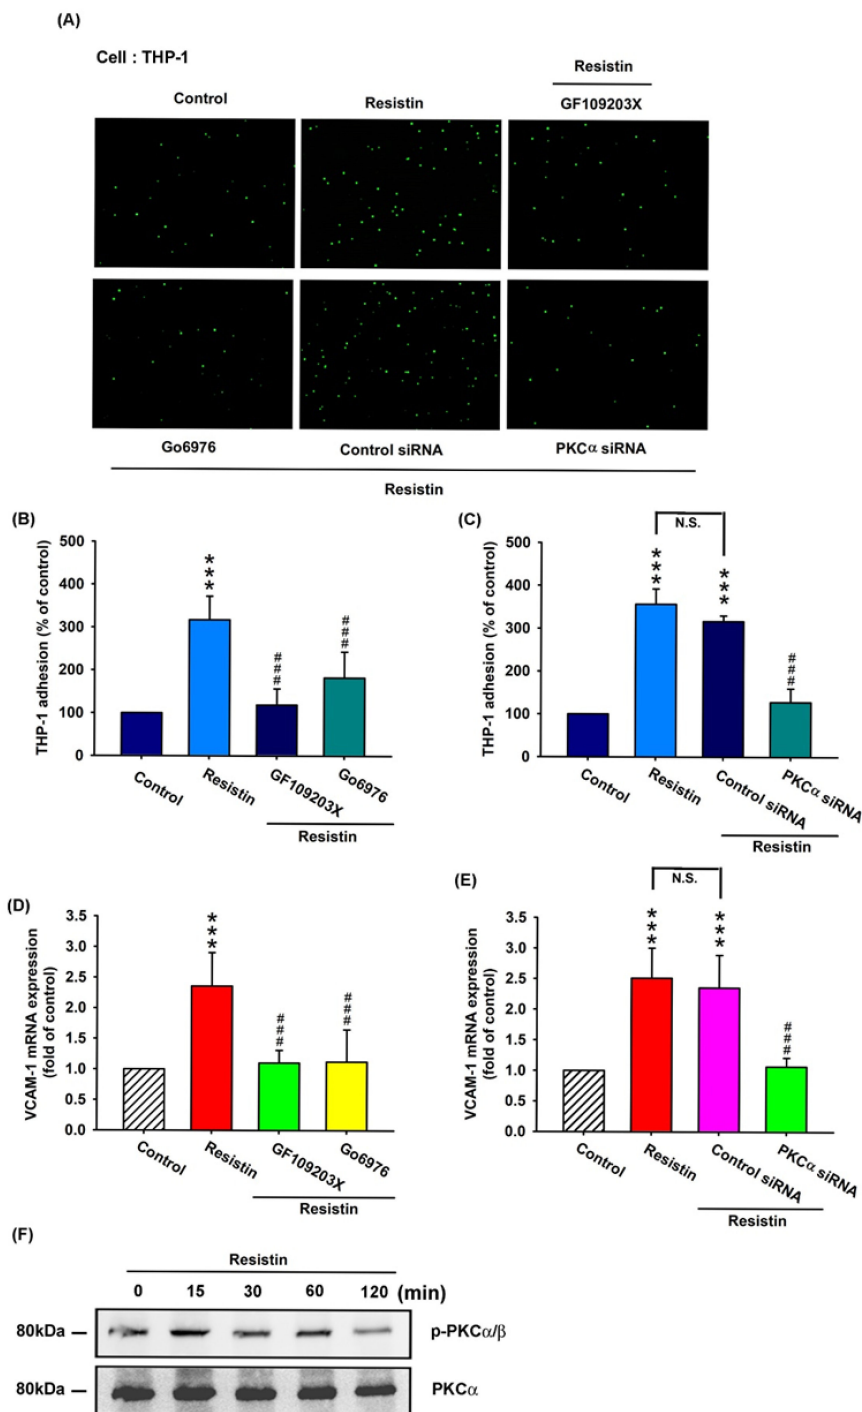 (A)
Cell : THP-1
Resistin
Control
Resistin
GF109203X
Go6976
Control siRNA
PKCα siRNA
Resistin
(B)
THP-1 adhesion (% of control)
500
400
300
200
100
0
***
###
###
Control
Resistin
GF109203X
Go6976
Resistin
(C)
THP-1 adhesion (% of control)
500
400
300
200
100
0
N.S.
***
***
###
Control
Resistin
Control siRNA
PKCα siRNA
Resistin
(D)
VCAM-1 mRNA expression
(fold of control)
3.5
3.0
2.5
2.0
1.5
1.0
0.5
0.0
***
###
###
Control
Resistin
GF109203X
Go6976
Resistin
(E)
VCAM-1 mRNA expression
(fold of control)
3.5
3.0
2.5
2.0
1.5
1.0
0.5
0.0
N.S.
***
***
###
Control
Resistin
Control siRNA
PKCα siRNA
Resistin
(F)
Resistin
0 15 30 60 120 (min)
80kDa — p-PKCα/β
80kDa — PKCα